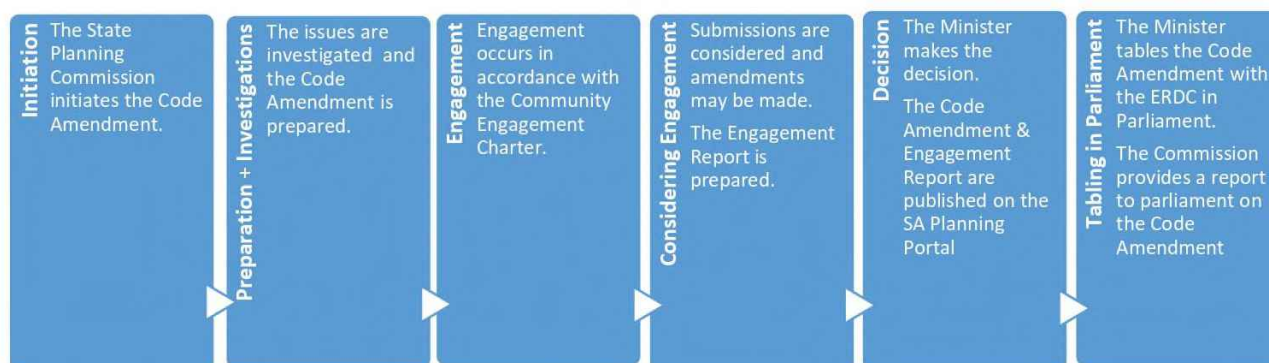 Initiation
The State
Planning
Commission
initiates the Code
Amendment.
Preparation + Investigations
The issues are
investigated and
the Code
Amendment is
prepared.
Engagement
Engagement
occurs in
accordance with
the Community
Engagement
Charter.
Considering Engagement
Submissions are
considered and
amendments
may be made.
The Engagement
Report is
prepared.
Decision
The Minister
makes the
decision.
The Code
Amendment &
Engagement
Report are
published on the
SA Planning
Portal
Tabling in Parliament
The Minister
tables the Code
Amendment with
the ERDC in
Parliament.
The Commission
provides a report
to parliament on
the Code
Amendment